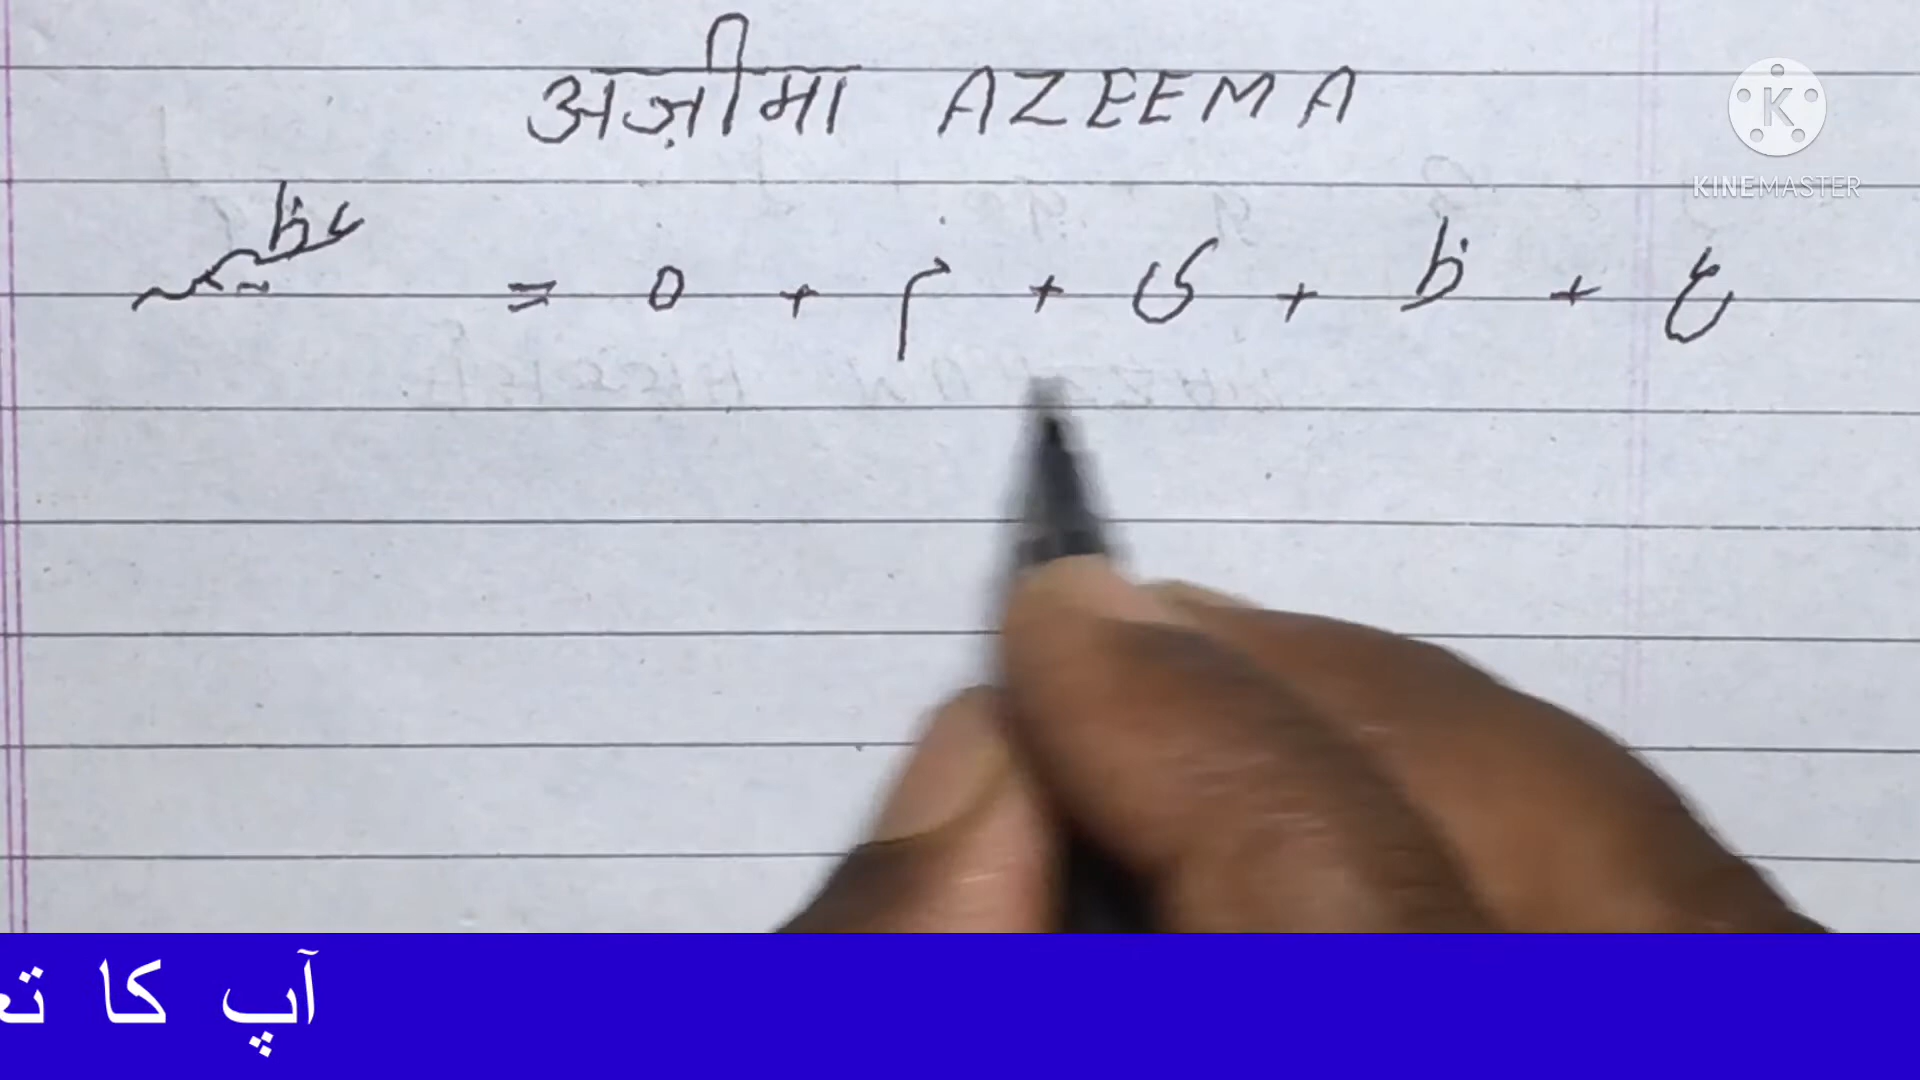 अज़ीमा AZEEMA
KINEMASTER
عظیمہ = ہ + م + ی + ظ + ع
آپ کا